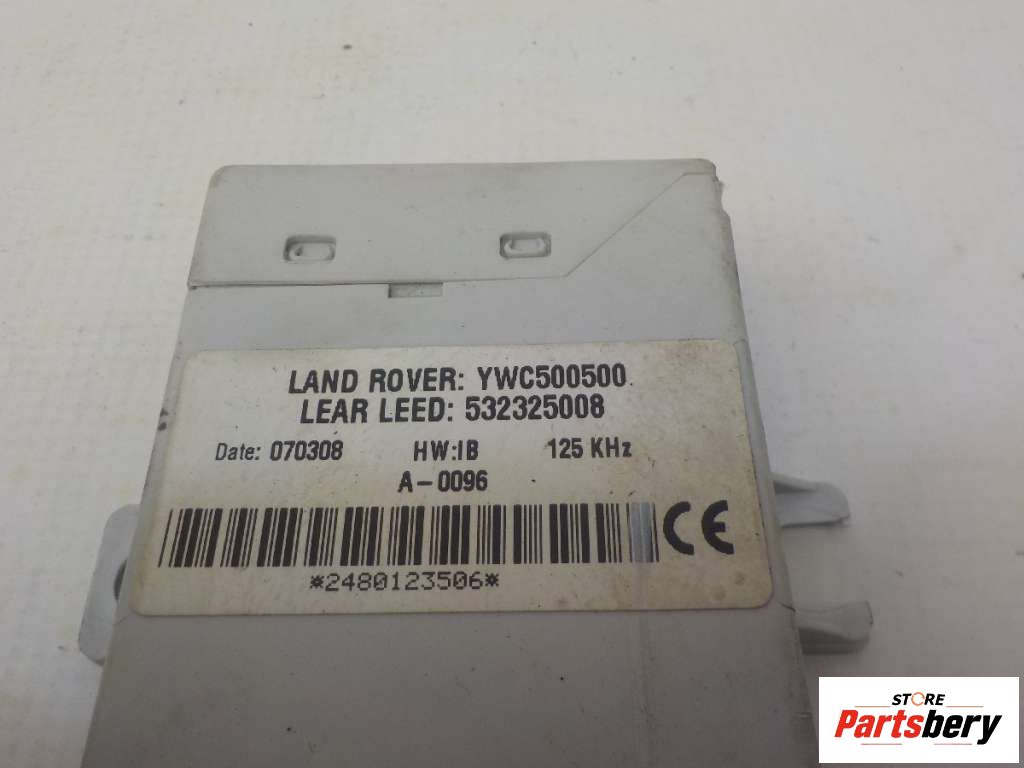 LAND ROVER: YWC500500
LEAR LEED: 532325008
Date: 070308 HW:IB 125 KHz
A-0096
CE
*2480123506*
STORE
Partsbery